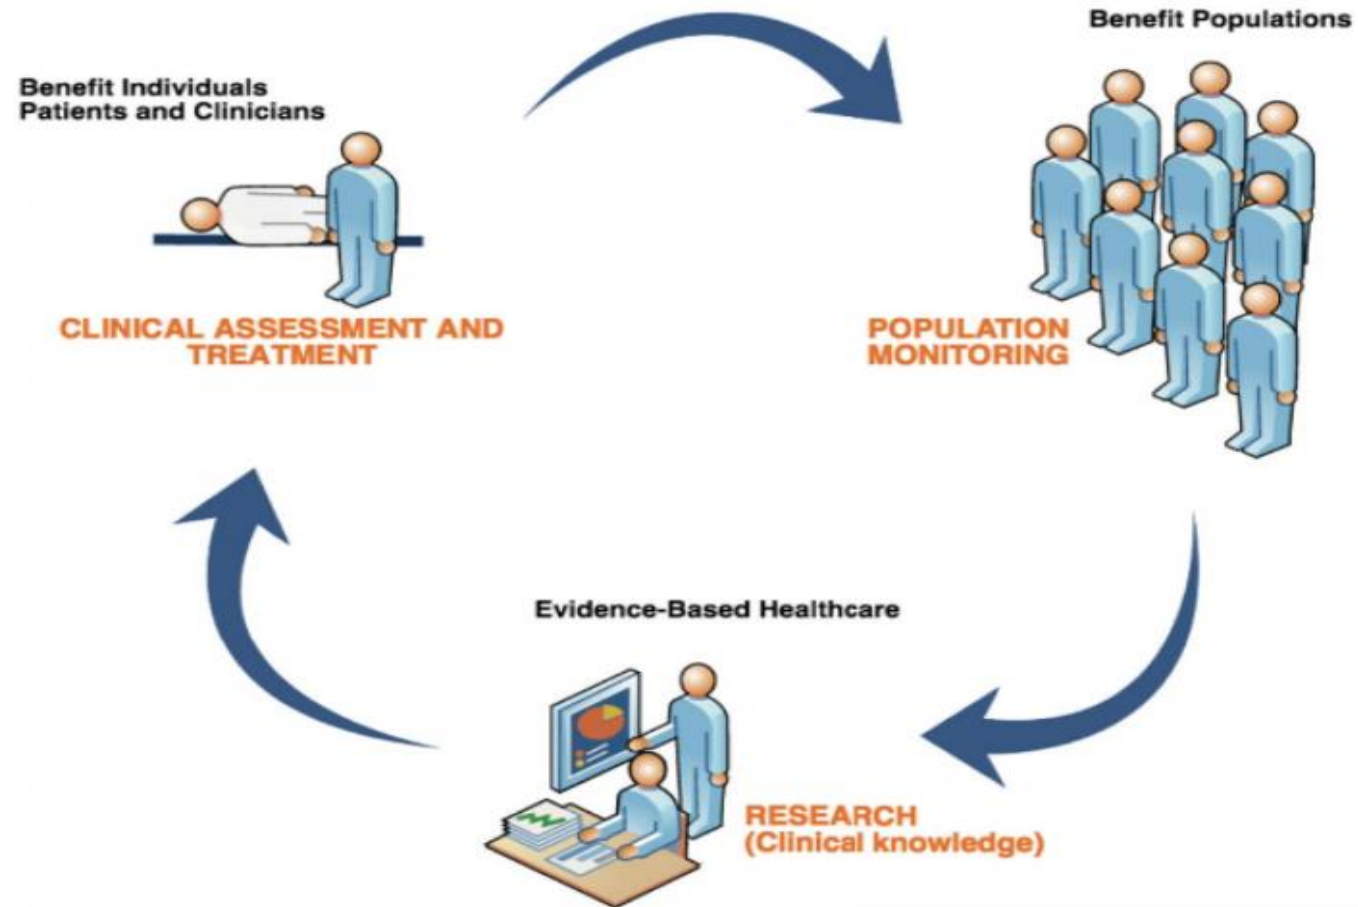 Benefit Populations
Benefit Individuals
Patients and Clinicians
CLINICAL ASSESSMENT AND
TREATMENT
POPULATION
MONITORING
Evidence-Based Healthcare
RESEARCH
(Clinical knowledge)